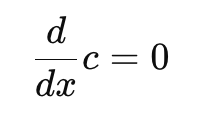 d/dx c = 0